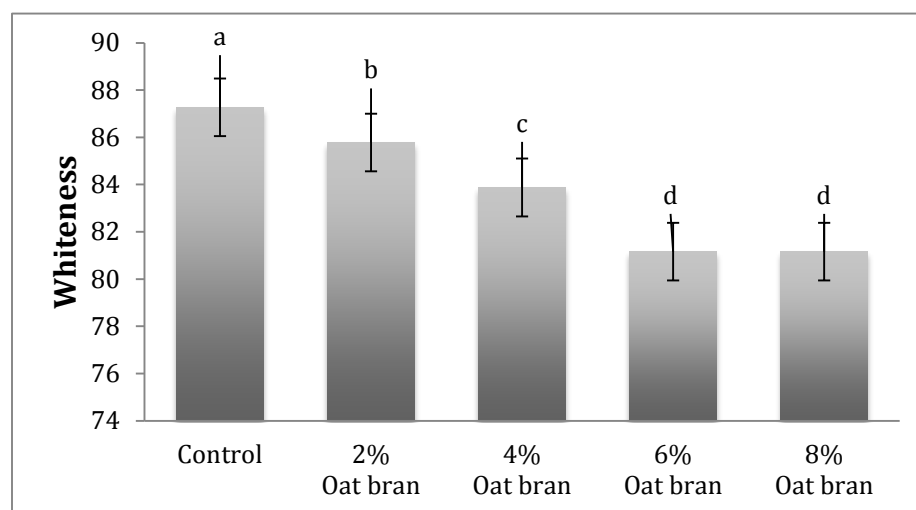 Whiteness
90
88
86
84
82
80
78
76
74
a
b
c
d
d
Control
2%
Oat bran
4%
Oat bran
6%
Oat bran
8%
Oat bran